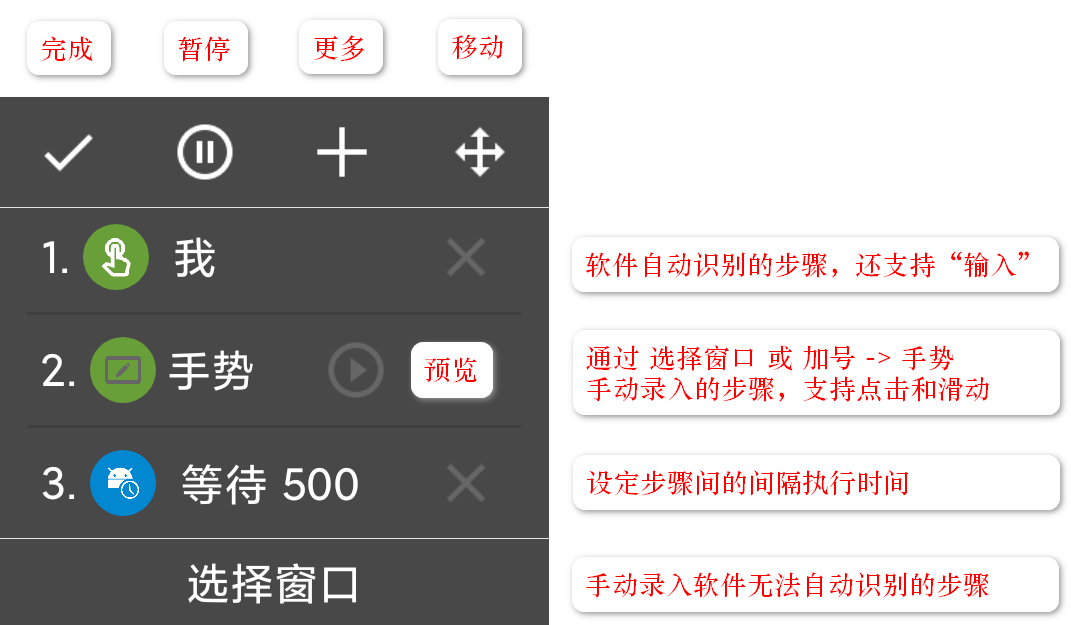 完成 暂停 更多 移动
1. 我
软件自动识别的步骤，还支持“输入”
2. 手势 预览
通过 选择窗口 或 加号 -> 手势
手动录入的步骤，支持点击和滑动
3. 等待 500
设定步骤间的间隔执行时间
选择窗口
手动录入软件无法自动识别的步骤